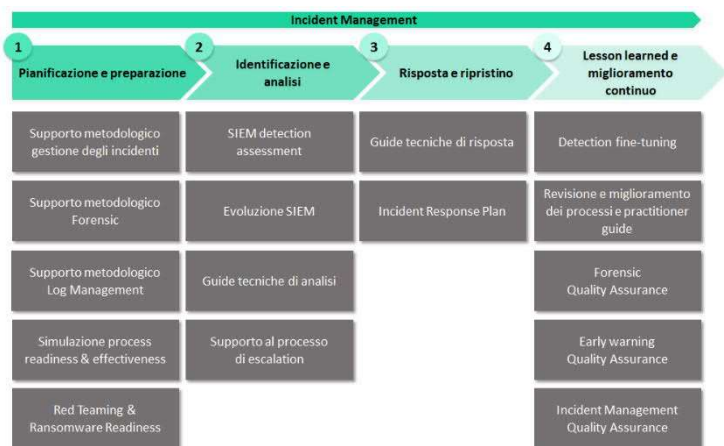 Incident Management
1
Pianificazione e preparazione
2
Identificazione e
analisi
3
Risposta e ripristino
4
Lesson learned e
miglioramento
continuo
Supporto metodologico
gestione degli incidenti
Supporto metodologico
Forensic
Supporto metodologico
Log Management
Simulazione process
readiness & effectiveness
Red Teaming &
Ransomware Readiness
SIEM detection
assessment
Evoluzione SIEM
Guide tecniche di analisi
Supporto al processo
di escalation
Guide tecniche di risposta
Incident Response Plan
Detection fine-tuning
Revisione e miglioramento
dei processi e practitioner
guide
Forensic
Quality Assurance
Early warning
Quality Assurance
Incident Management
Quality Assurance